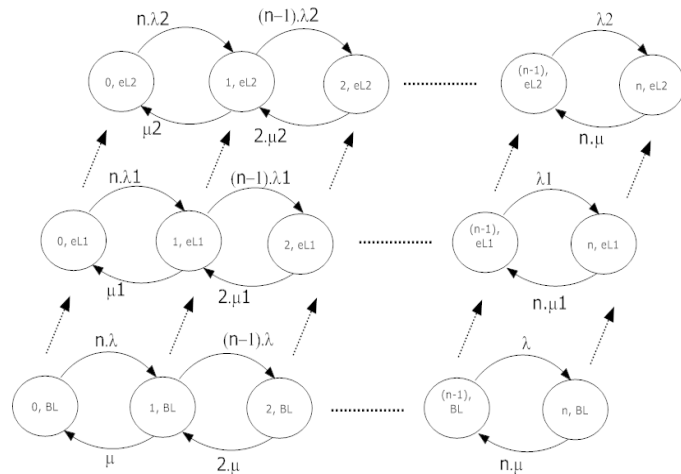 n.λ2 (n−1).λ2 λ2
0, eL2 1, eL2 2, eL2 (n-1), eL2 n, eL2
μ2 2.μ2 n.μ
n.λ1 (n−1).λ1 λ1
0, eL1 1, eL1 2, eL1 (n-1), eL1 n, eL1
μ1 2.μ1 n.μ1
n.λ (n−1).λ λ
0, BL 1, BL 2, BL (n-1), BL n, BL
μ 2.μ n.μ